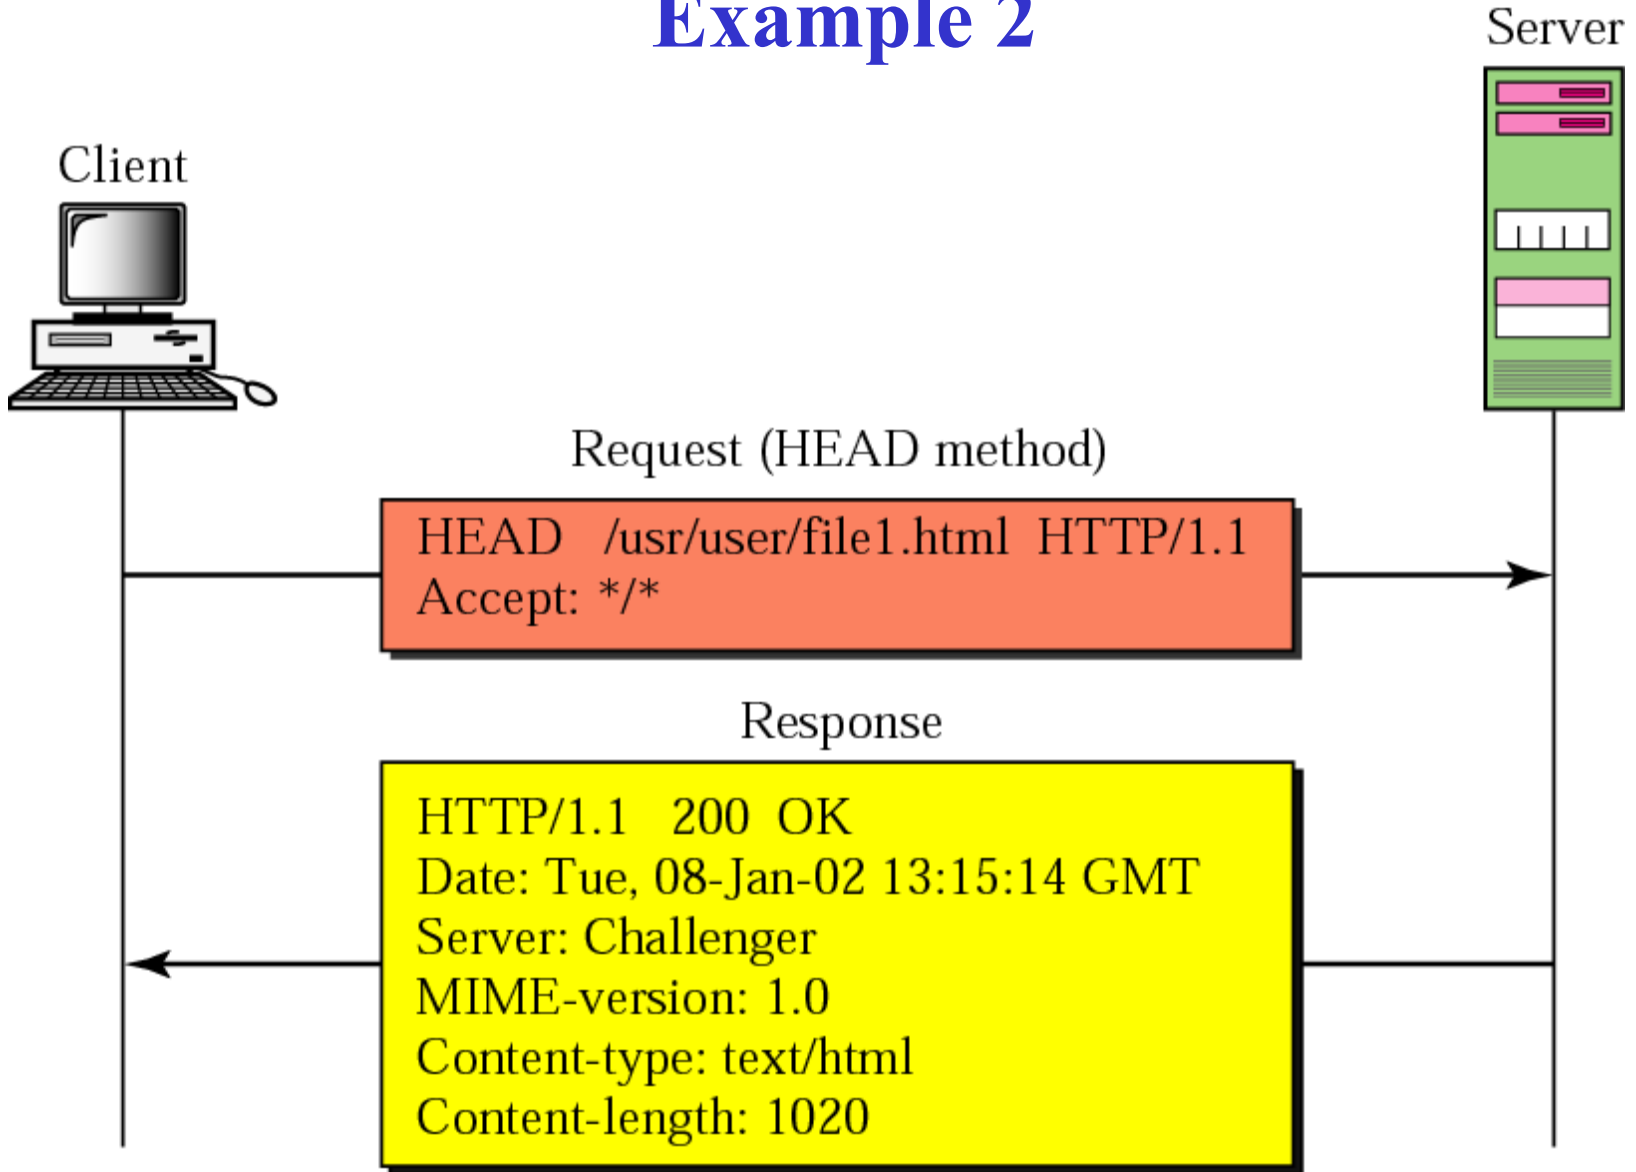 Example 2
Server
Client
Request (HEAD method)
HEAD /usr/user/file1.html HTTP/1.1
Accept: */*
Response
HTTP/1.1 200 OK
Date: Tue, 08-Jan-02 13:15:14 GMT
Server: Challenger
MIME-version: 1.0
Content-type: text/html
Content-length: 1020